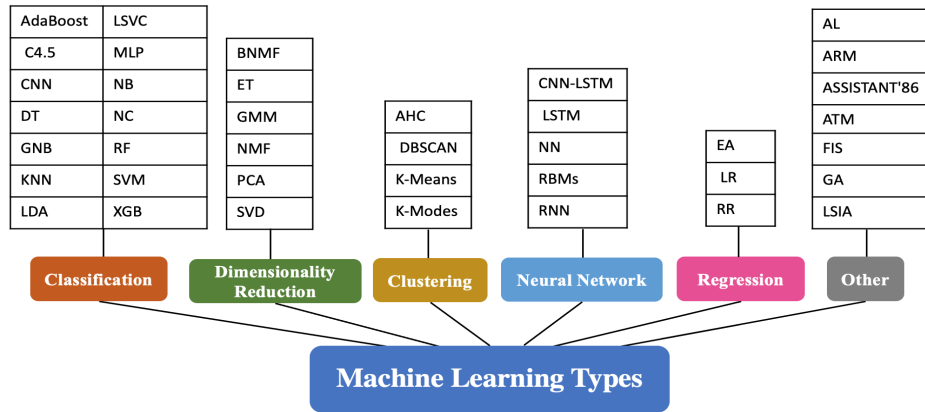 AdaBoost LSVC
C4.5 MLP
CNN NB
DT NC
GNB RF
KNN SVM
LDA XGB
BNMF
ET
GMM
NMF
PCA
SVD
AHC
DBSCAN
K-Means
K-Modes
CNN-LSTM
LSTM
NN
RBMs
RNN
EA
LR
RR
AL
ARM
ASSISTANT'86
ATM
FIS
GA
LSIA
Classification
Dimensionality
Reduction
Clustering
Neural Network
Regression
Other
Machine Learning Types